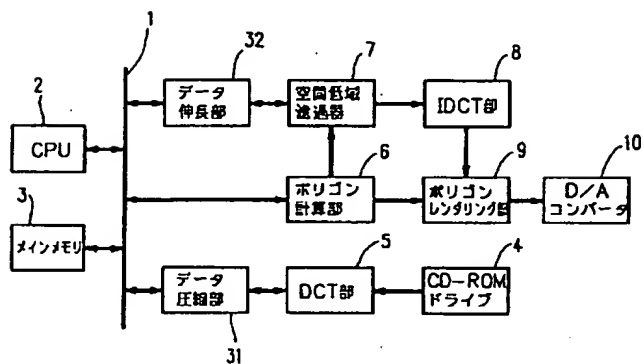 1
32
7
8
データ
伸長部
空間低域
透過器
IDCT部
2
CPU
6
9
10
3
ポリゴン
計算部
ポリゴン
レンダリング部
D/A
コンバータ
メインメモリ
5
4
データ
圧縮部
DCT部
CD-ROM
ドライブ
31